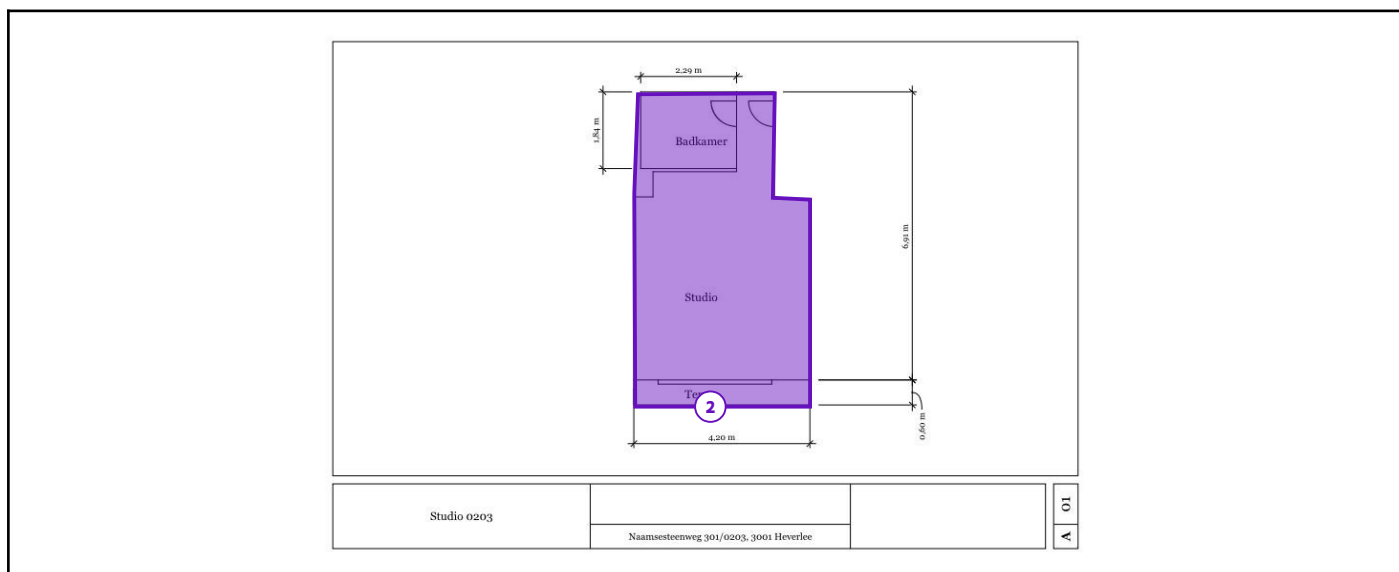 2,29 m
1,84 m
Badkamer
6,91 m
Studio
2
0,60 m
4,20 m
Studio 0203
Naamsesteenweg 301/0203, 3001 Heverlee
A 01